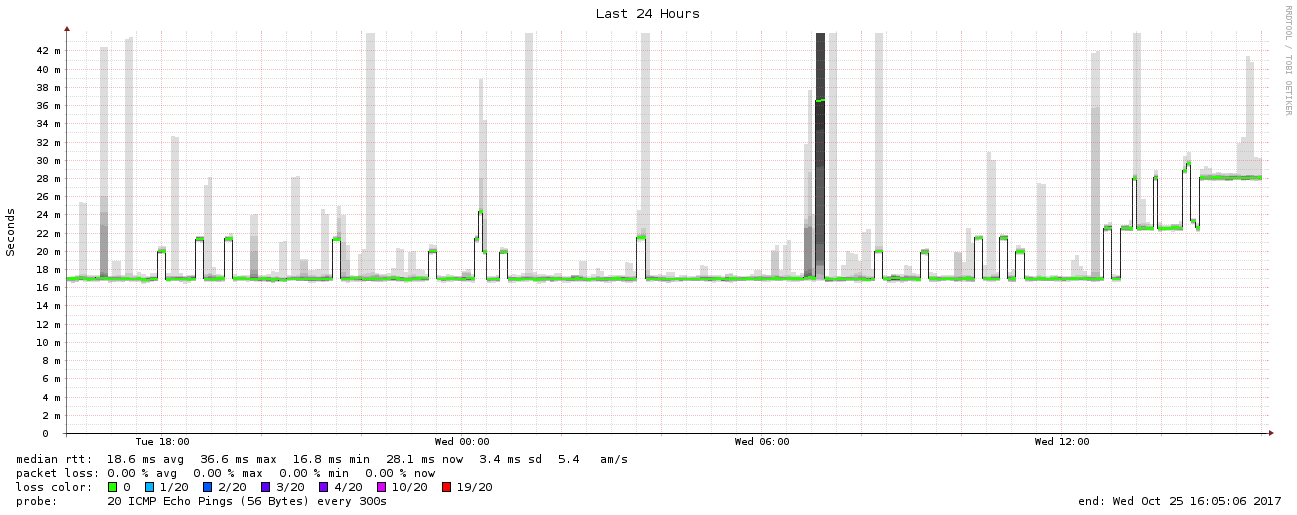 Last 24 Hours
RRDTOOL / TOBI OETIKER
Seconds
42 m
40 m
38 m
36 m
34 m
32 m
30 m
28 m
26 m
24 m
22 m
20 m
18 m
16 m
14 m
12 m
10 m
8 m
6 m
4 m
2 m
0
Tue 18:00 Wed 00:00 Wed 06:00 Wed 12:00
median rtt: 18.6 ms avg 36.6 ms max 16.8 ms min 28.1 ms now 3.4 ms sd 5.4 am/s
packet loss: 0.00 % avg 0.00 % max 0.00 % min 0.00 % now
loss color: 0 1/20 2/20 3/20 4/20 10/20 19/20
probe: 20 ICMP Echo Pings (56 Bytes) every 300s end: Wed Oct 25 16:05:06 2017